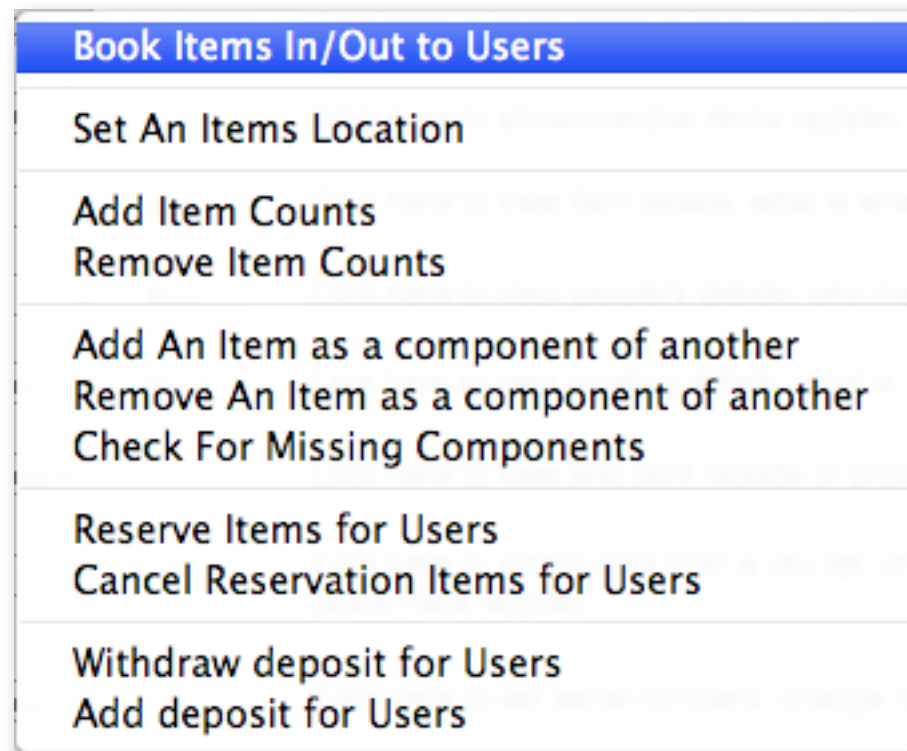 Book Items In/Out to Users
Set An Items Location
Add Item Counts
Remove Item Counts
Add An Item as a component of another
Remove An Item as a component of another
Check For Missing Components
Reserve Items for Users
Cancel Reservation Items for Users
Withdraw deposit for Users
Add deposit for Users